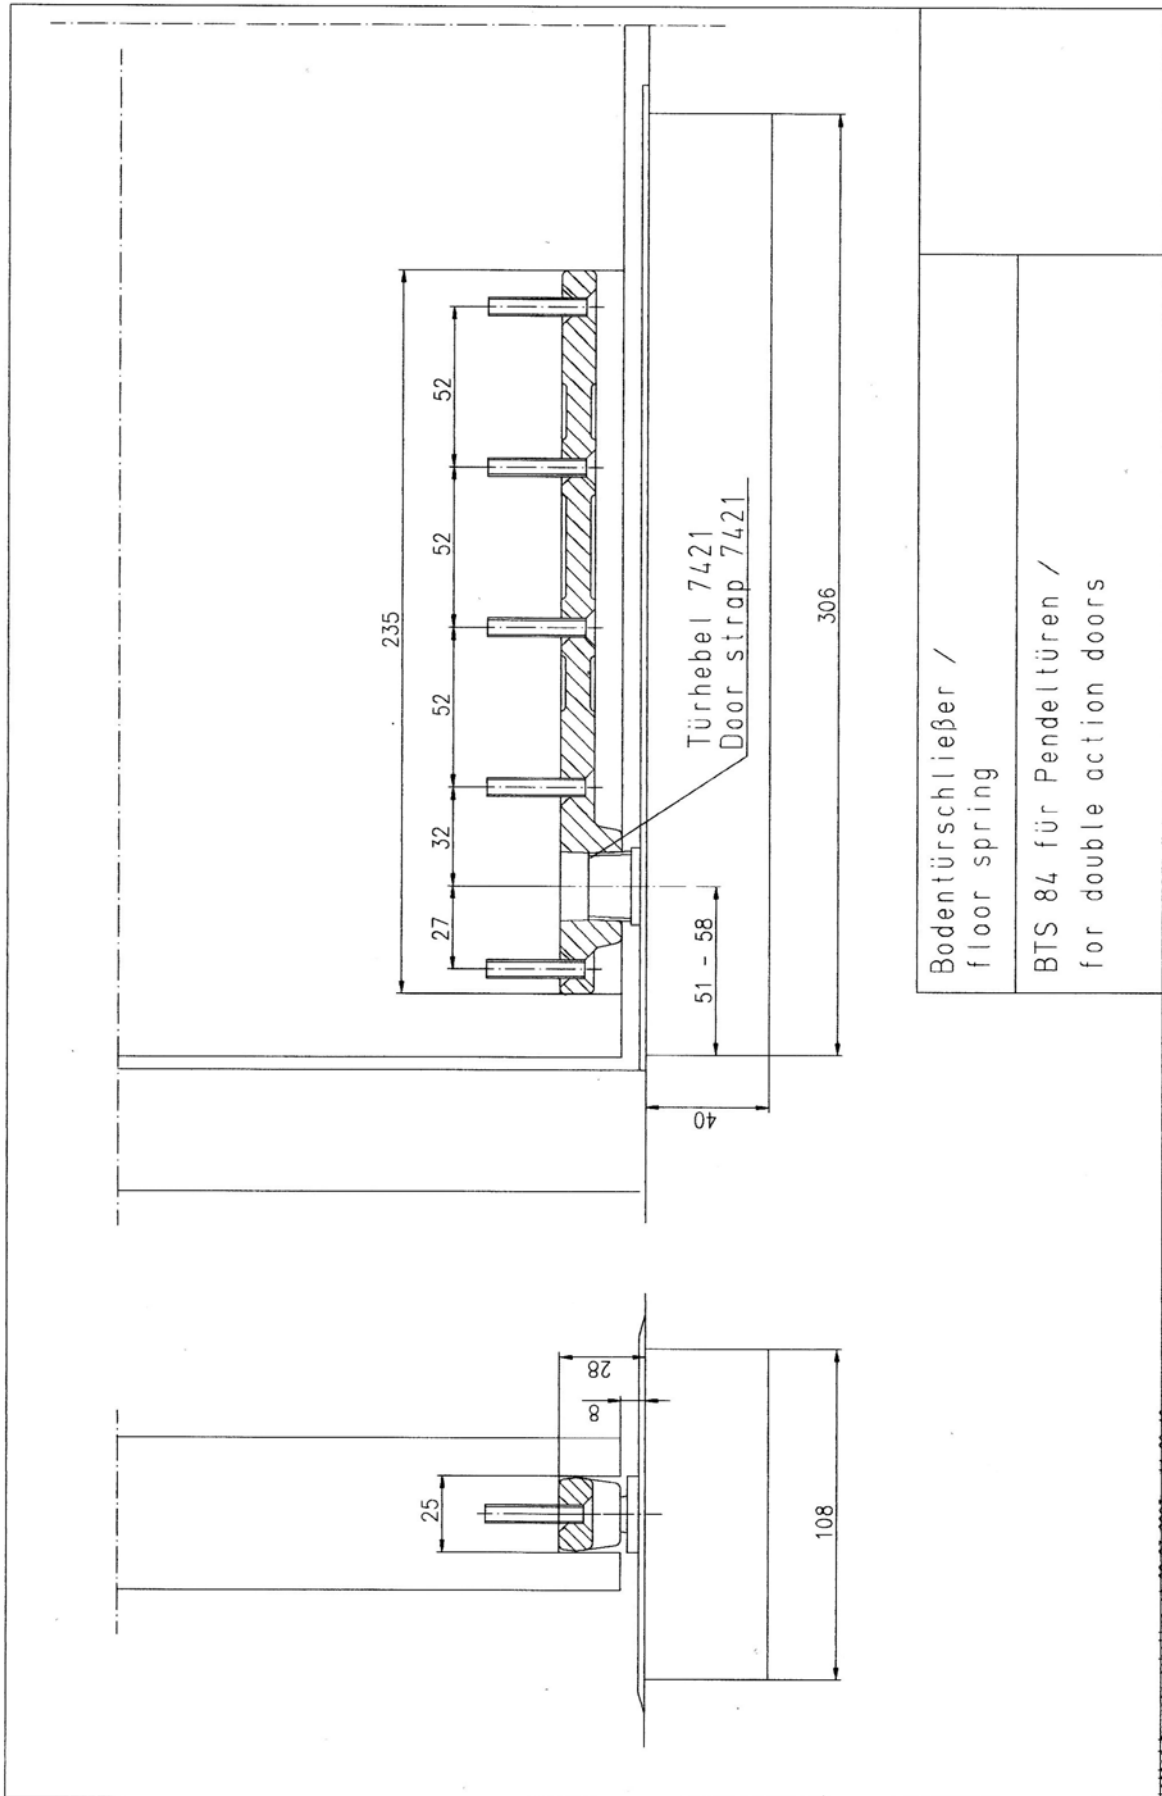 235
27
32
52
52
52
Türhebel 7421
Door strap 7421
51 - 58
306
40
28
8
25
108
Bodentürschließer /
floor spring
BTS 84 für Pendeltüren /
for double action doors